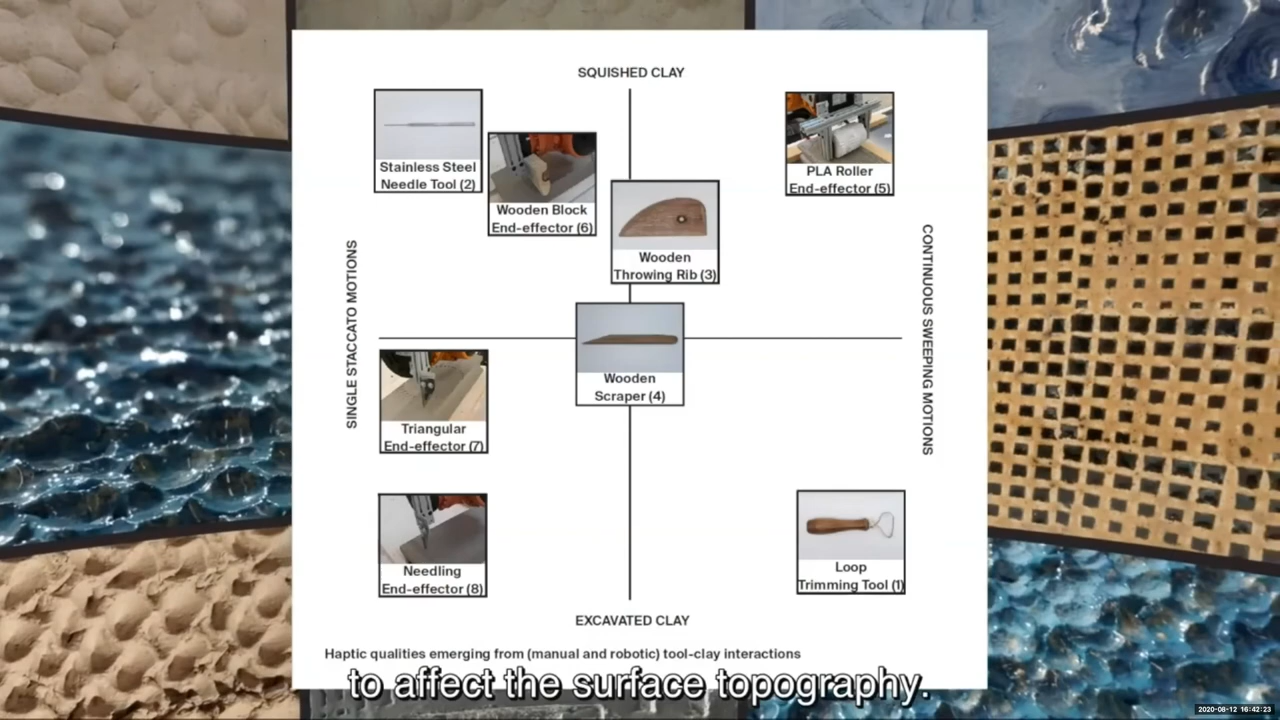 SQUISHED CLAY
Stainless Steel
Needle Tool (2)
Wooden Block
End-effector (6)
PLA Roller
End-effector (5)
Wooden
Throwing Rib (3)
SINGLE STACCATO MOTIONS
CONTINUOUS SWEEPING MOTIONS
Wooden
Scraper (4)
Triangular
End-effector (7)
Needling
End-effector (8)
Loop
Trimming Tool (1)
EXCAVATED CLAY
Haptic qualities emerging from (manual and robotic) tool-clay interactions
to affect the surface topography.
2020-08-12 16:42:23